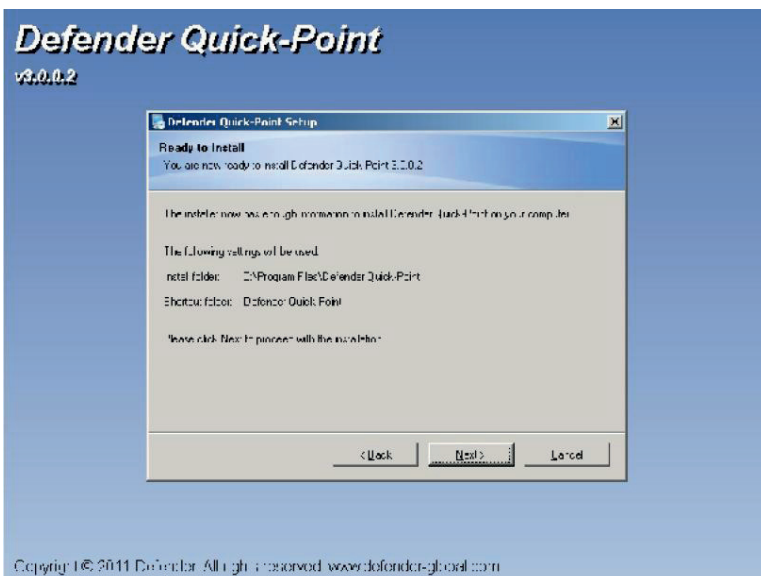 Defender Quick-Point
v3.0.0.2
Defender Quick-Point Setup
Ready to Install
You are now ready to install Defender Quick Point 3.0.0.2
The installer now has enough information to install Defender Quick-Point on your computer.
The following settings will be used:
Install folder: C:\Program Files\Defender Quick-Point
Shortcut folder: Defender Quick Point
Please click Next to proceed with the installation.
< Back
Next >
Cancel
Copyright © 2011 Defender. All rights reserved. www.defender-global.com